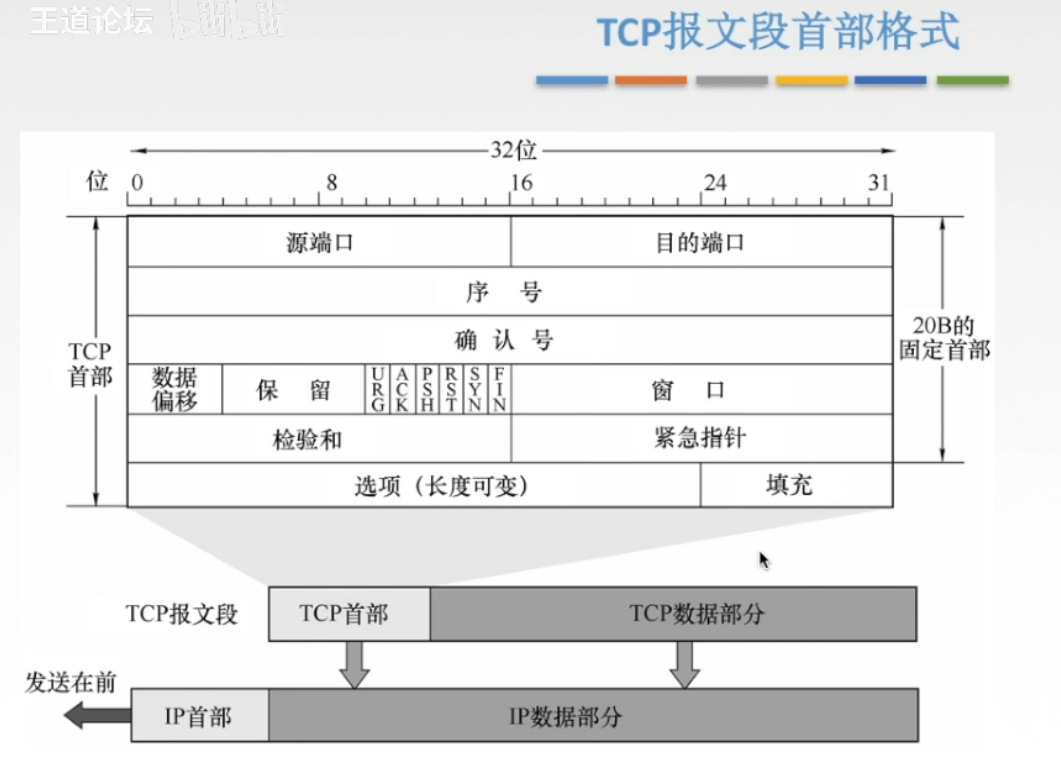 王道论坛 bilibili
TCP报文段首部格式
32位
位 0 8 16 24 31
源端口 目的端口
序 号
确 认 号
TCP
首部
20B的
固定首部
数据
偏移
保 留
URG
ACK
PSH
RST
SYN
FIN
窗 口
检验和 紧急指针
选项（长度可变） 填充
TCP报文段 TCP首部 TCP数据部分
发送在前
IP首部 IP数据部分